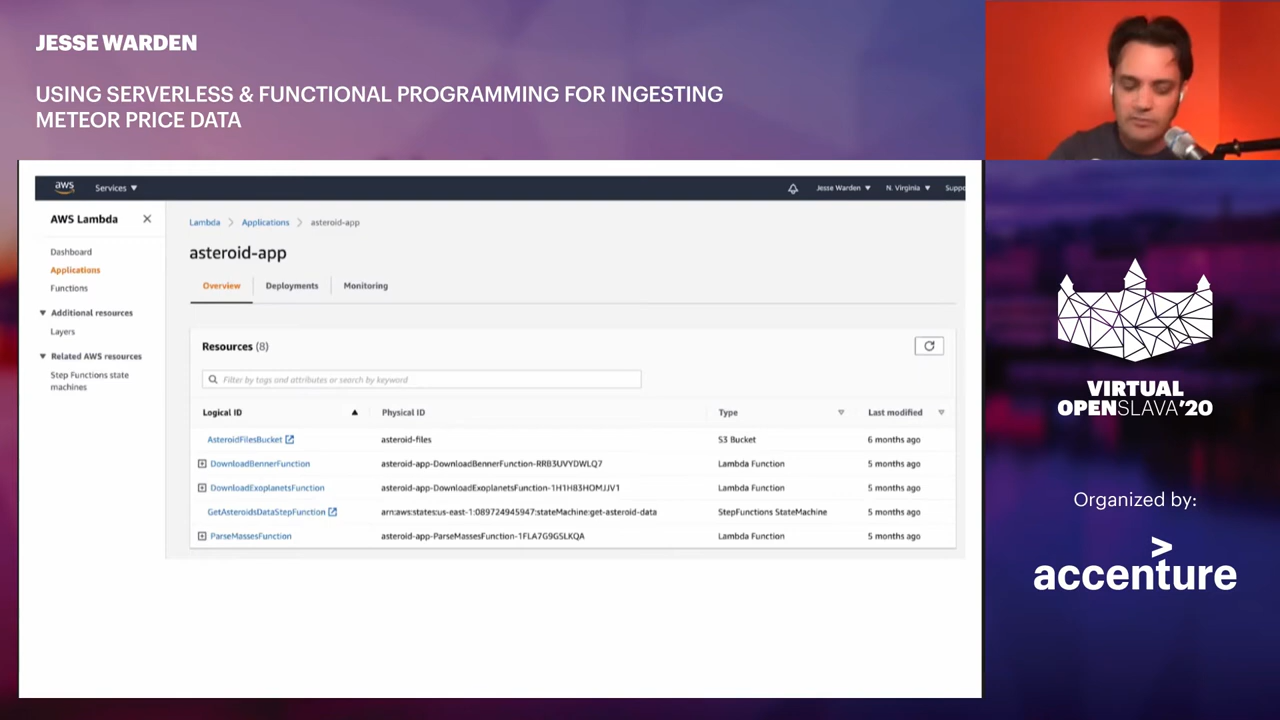 JESSE WARDEN
USING SERVERLESS & FUNCTIONAL PROGRAMMING FOR INGESTING
METEOR PRICE DATA
aws
Services
Jesse Warden
N. Virginia
Suppo
AWS Lambda
Dashboard
Applications
Functions
Additional resources
Layers
Related AWS resources
Step Functions state
machines
Lambda > Applications > asteroid-app
asteroid-app
Overview
Deployments
Monitoring
Resources (8)
Filter by tags and attributes or search by keyword
Logical ID Physical ID Type Last modified
AsteroidFilesBucket asteroid-files S3 Bucket 6 months ago
DownloadBennerFunction asteroid-app-DownloadBennerFunction-RRB3UVYDWLQ7 Lambda Function 5 months ago
DownloadExoplanetsFunction asteroid-app-DownloadExoplanetsFunction-1H1H83HOMJJV1 Lambda Function 5 months ago
GetAsteroidsDataStepFunction arn:aws:states:us-east-1:089724945947:stateMachine:get-asteroid-data StepFunctions StateMachine 5 months ago
ParseMassesFunction asteroid-app-ParseMassesFunction-1FLA7G9GSLKQA Lambda Function 5 months ago
VIRTUAL
OPENSLAVA'20
Organized by:
accenture